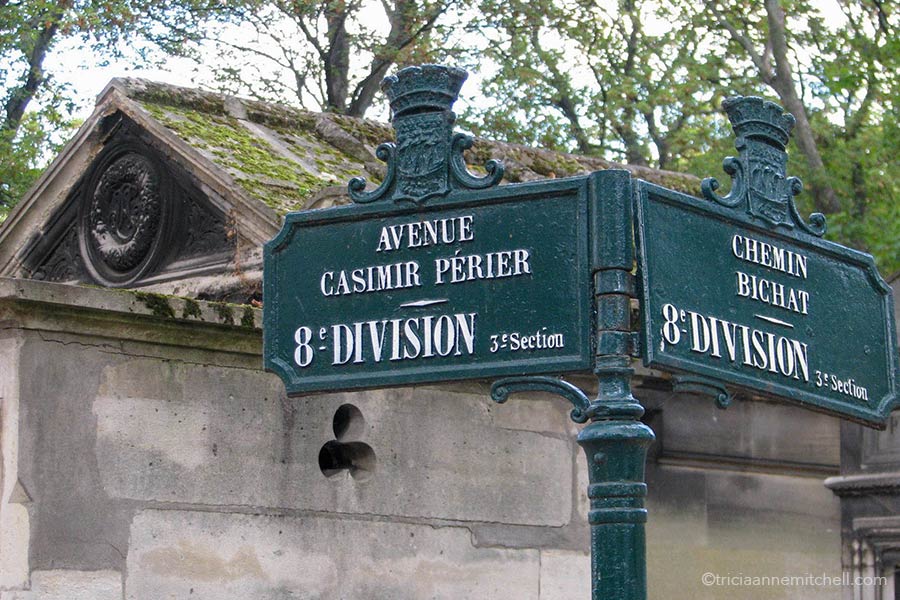 AVENUE
CASIMIR PÉRIER
8e DIVISION 3e Section
CHEMIN
BICHAT
8e DIVISION 3e Section
©triciaannemitchell.com